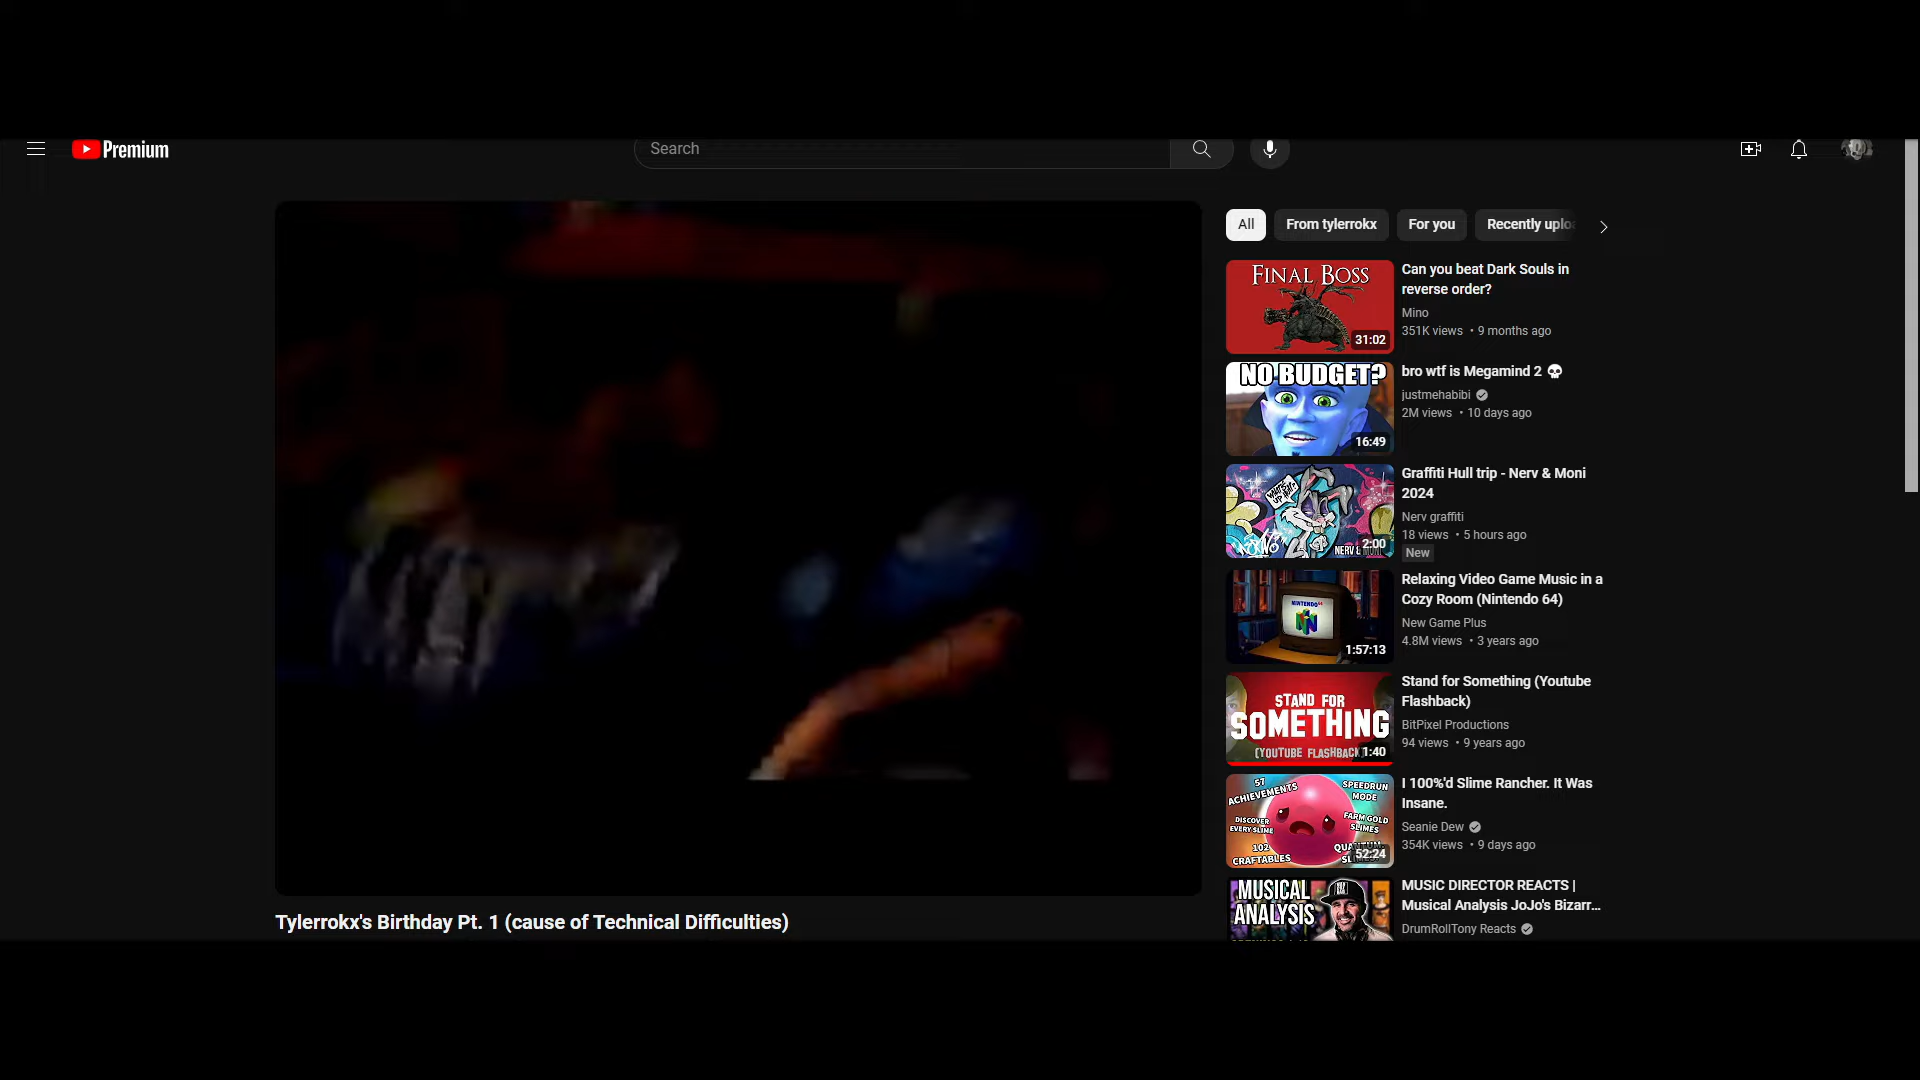 Premium
Search
All
From tylerrokx
For you
Recently uplo
FINAL BOSS
31:02
Can you beat Dark Souls in
reverse order?
Mino
351K views • 9 months ago
NO BUDGET?
16:49
bro wtf is Megamind 2 💀
justmehabibi
2M views • 10 days ago
WHAT'S UP
NERV & MONI
2:00
Graffiti Hull trip - Nerv & Moni
2024
Nerv graffiti
18 views • 5 hours ago
New
NINTENDO
1:57:13
Relaxing Video Game Music in a
Cozy Room (Nintendo 64)
New Game Plus
4.8M views • 3 years ago
STAND FOR
SOMETHING
(YOUTUBE FLASHBACK
1:40
Stand for Something (Youtube
Flashback)
BitPixel Productions
94 views • 9 years ago
57
ACHIEVEMENTS
SPEEDRUN
MODE
DISCOVER
EVERY SLIME
FARM GOLD
SLIMES
102
CRAFTABLES
52:24
I 100%'d Slime Rancher. It Was
Insane.
Seanie Dew
354K views • 9 days ago
MUSICAL
ANALYSIS
MUSIC DIRECTOR REACTS |
Musical Analysis JoJo's Bizarr...
DrumRollTony Reacts
Tylerrokx's Birthday Pt. 1 (cause of Technical Difficulties)